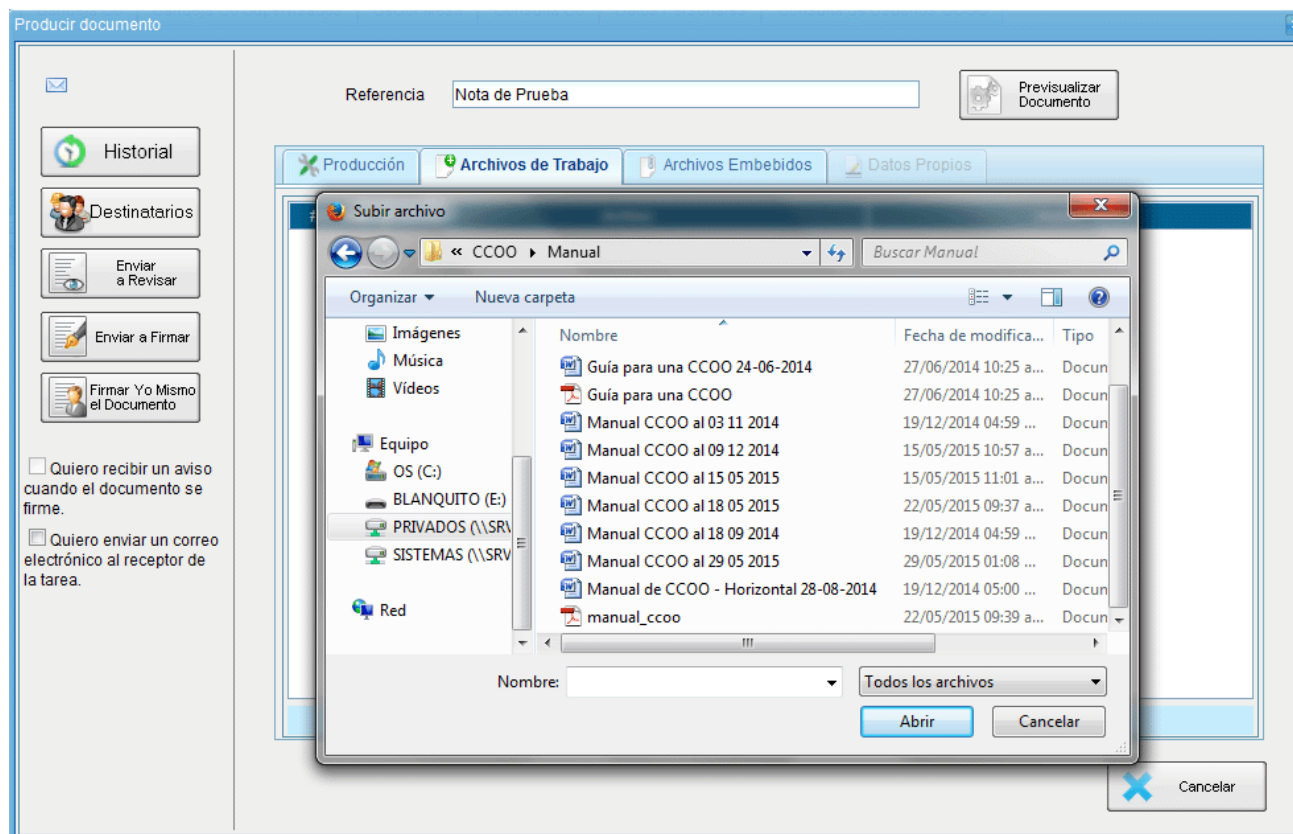 Producir documento
Referencia
Nota de Prueba
Previsualizar
Documento
Historial
Destinatarios
Enviar
a Revisar
Enviar a Firmar
Firmar Yo Mismo
el Documento
Quiero recibir un aviso
cuando el documento se
firme.
Quiero enviar un correo
electrónico al receptor de
la tarea.
Producción
Archivos de Trabajo
Archivos Embebidos
Datos Propios
Subir archivo
« CCOO ▸ Manual
Buscar Manual
Organizar
Nueva carpeta
Imágenes
Música
Vídeos
Equipo
OS (C:)
BLANQUITO (E:)
PRIVADOS (\\SRV
SISTEMAS (\\SRV
Red
Nombre Fecha de modifica... Tipo
Guía para una CCOO 24-06-2014 27/06/2014 10:25 a... Docun
Guía para una CCOO 27/06/2014 10:25 a... Docun
Manual CCOO al 03 11 2014 19/12/2014 04:59 ... Docun
Manual CCOO al 09 12 2014 15/05/2015 10:57 a... Docun
Manual CCOO al 15 05 2015 15/05/2015 11:01 a... Docun
Manual CCOO al 18 05 2015 22/05/2015 09:37 a... Docun
Manual CCOO al 18 09 2014 19/12/2014 04:59 ... Docun
Manual CCOO al 29 05 2015 29/05/2015 01:08 ... Docun
Manual de CCOO - Horizontal 28-08-2014 19/12/2014 05:00 ... Docun
manual_ccoo 22/05/2015 09:39 a... Docun
Nombre:
Todos los archivos
Abrir
Cancelar
Cancelar